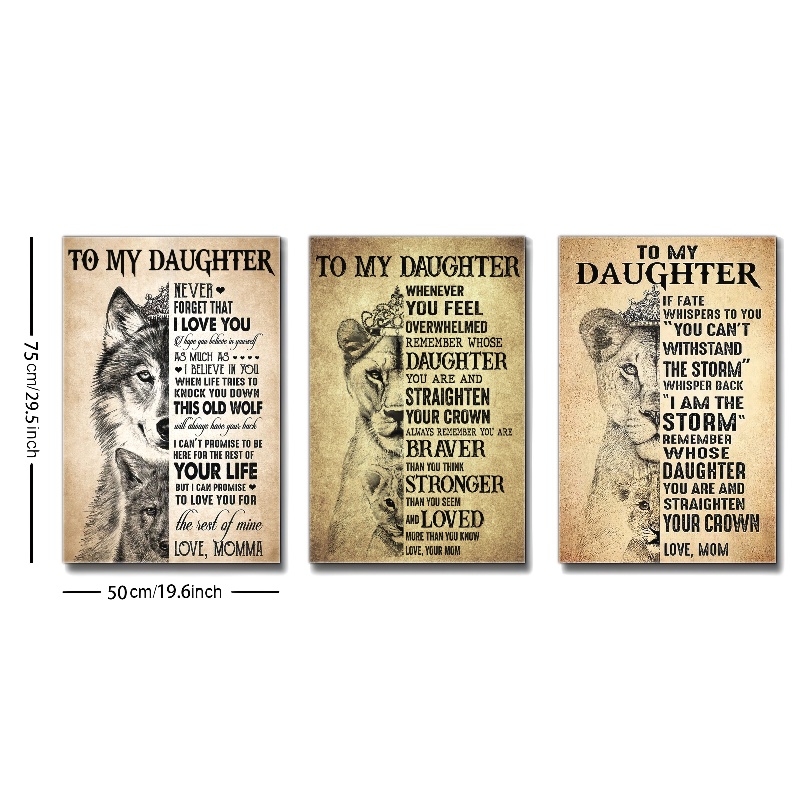 75cm/29.5inch
50cm/19.6inch
TO MY DAUGHTER
NEVER
FORGET THAT
I LOVE YOU
I hope you believe in yourself
AS MUCH AS
I BELIEVE IN YOU
WHEN LIFE TRIES TO
KNOCK YOU DOWN
THIS OLD WOLF
will always have your back
I CAN'T PROMISE TO BE
HERE FOR THE REST OF
YOUR LIFE
BUT I CAN PROMISE
TO LOVE YOU FOR
the rest of mine
LOVE, MOMMA
TO MY DAUGHTER
WHENEVER
YOU FEEL
OVERWHELMED
REMEMBER WHOSE
DAUGHTER
YOU ARE AND
STRAIGHTEN
YOUR CROWN
ALWAYS REMEMBER YOU ARE
BRAVER
THAN YOU THINK
STRONGER
THAN YOU SEEM
AND LOVED
MORE THAN YOU KNOW
LOVE, YOUR MOM
TO MY
DAUGHTER
IF FATE
WHISPERS TO YOU
"YOU CAN'T
WITHSTAND
THE STORM"
WHISPER BACK
"I AM THE
STORM"
REMEMBER
WHOSE
DAUGHTER
YOU ARE AND
STRAIGHTEN
YOUR CROWN
LOVE, MOM